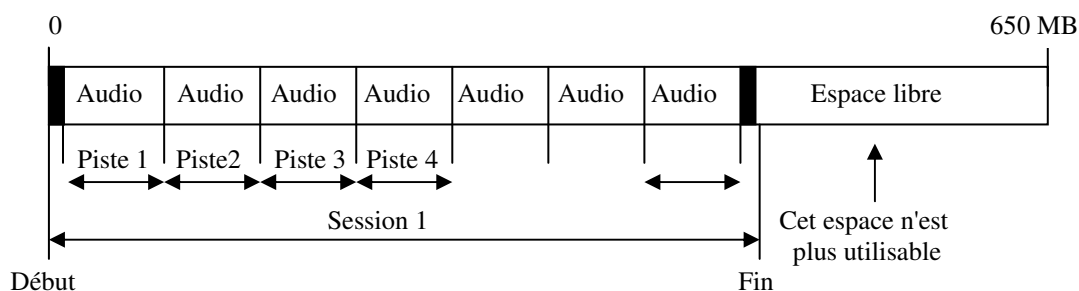 0 650 MB
Audio Audio Audio Audio Audio Audio Audio Espace libre
Piste 1 Piste2 Piste 3 Piste 4
Session 1
Cet espace n'est
plus utilisable
Début Fin